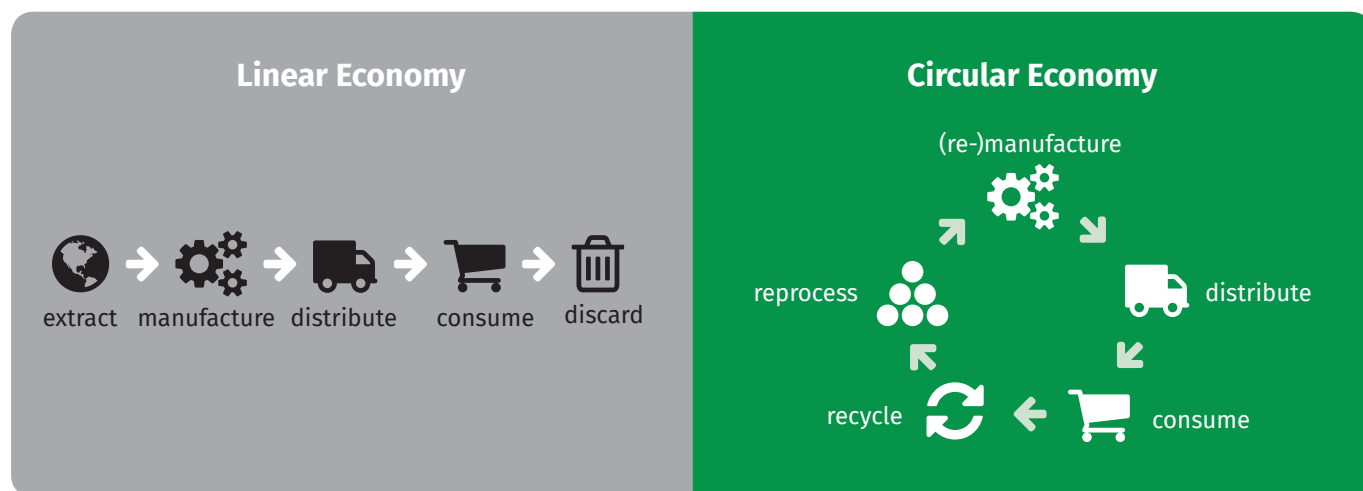 Linear Economy
extract
manufacture
distribute
consume
discard
Circular Economy
(re-)manufacture
distribute
consume
recycle
reprocess